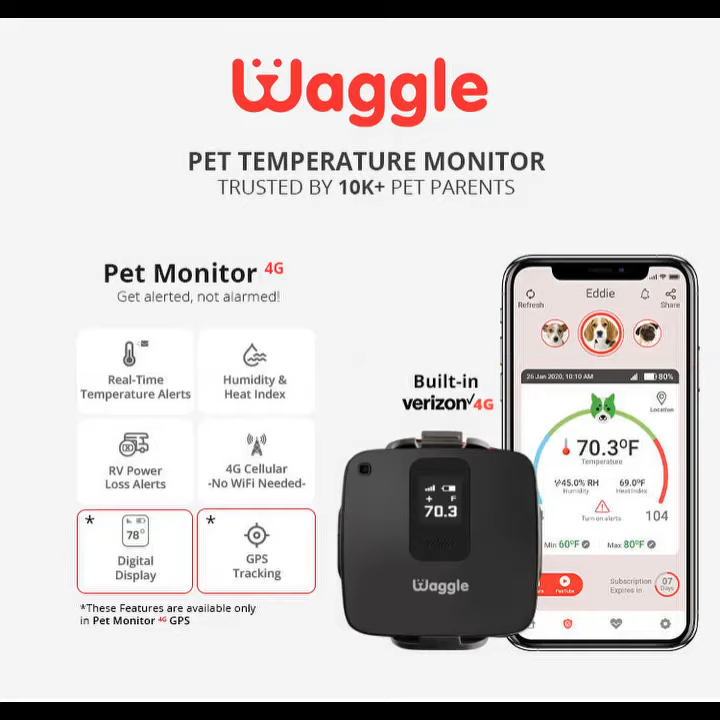 Waggle
PET TEMPERATURE MONITOR
TRUSTED BY 10K+ PET PARENTS
Pet Monitor 4G
Get alerted, not alarmed!
Real-Time
Temperature Alerts
Humidity &
Heat Index
RV Power
Loss Alerts
4G Cellular
-No WiFi Needed-
*
78°
Digital
Display
*
GPS
Tracking
*These Features are available only
in Pet Monitor 4G GPS
Built-in
verizon✓4G
+ F
70.3
Waggle
Refresh
Eddie
Share
26 Jan 2020, 10:10 AM
80%
Location
70.3°F
Temperature
45.0% RH
Humidity
69.0°F
HeatIndex
Turn on alerts
104
Min 60°F
Max 80°F
PetTube
Subscription
Expires in
07
Days